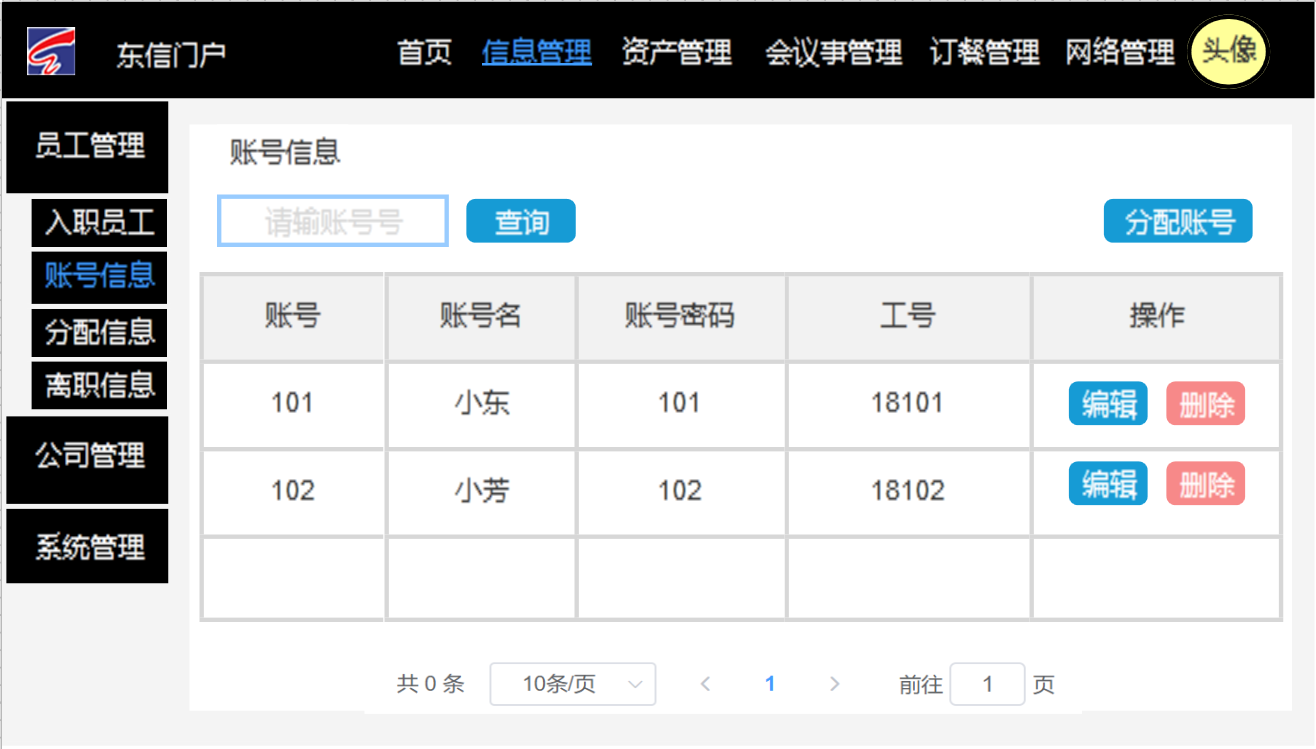 东信门户 首页 信息管理 资产管理 会议事管理 订餐管理 网络管理 头像
员工管理
入职员工
账号信息
分配信息
离职信息
公司管理
系统管理
账号信息
请输账号号 查询 分配账号
账号 账号名 账号密码 工号 操作
101 小东 101 18101 编辑 删除
102 小芳 102 18102 编辑 删除
共 0 条 10条/页 1 前往 1 页